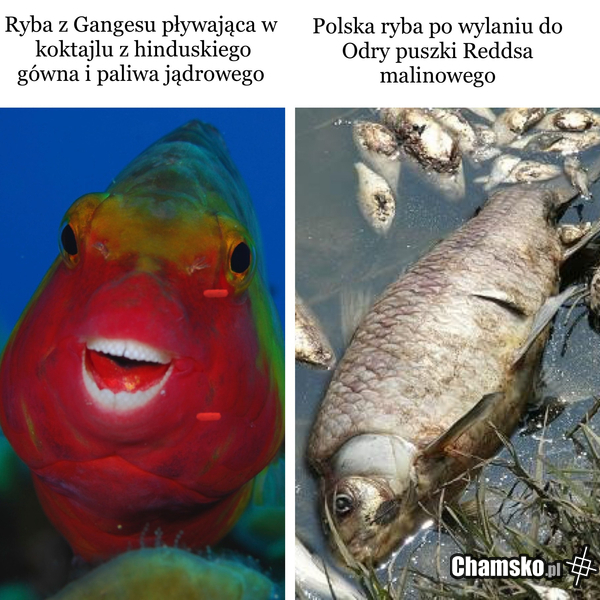 Ryba z Gangesu pływająca w
koktajlu z hinduskiego
gówna i paliwa jądrowego
Polska ryba po wylaniu do
Odry puszki Reddsa
malinowego
Chamsko.pl